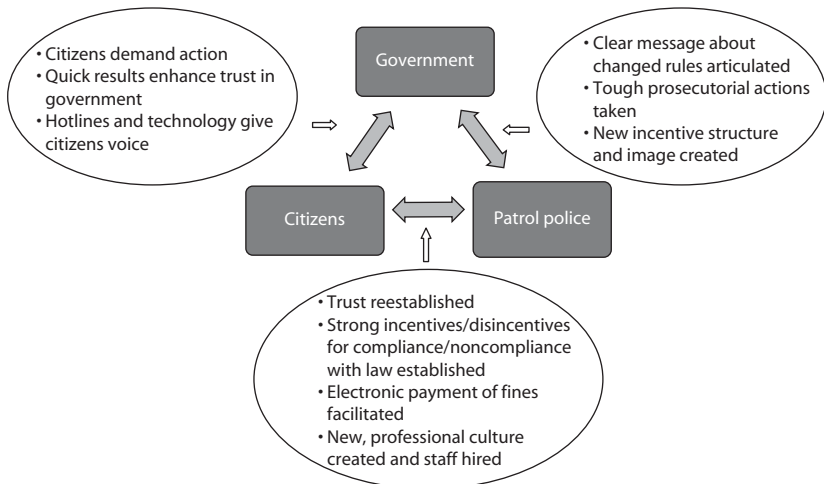 • Citizens demand action
• Quick results enhance trust in
government
• Hotlines and technology give
citizens voice
Government
• Clear message about
changed rules articulated
• Tough prosecutorial actions
taken
• New incentive structure
and image created
Citizens
Patrol police
• Trust reestablished
• Strong incentives/disincentives
for compliance/noncompliance
with law established
• Electronic payment of fines
facilitated
• New, professional culture
created and staff hired